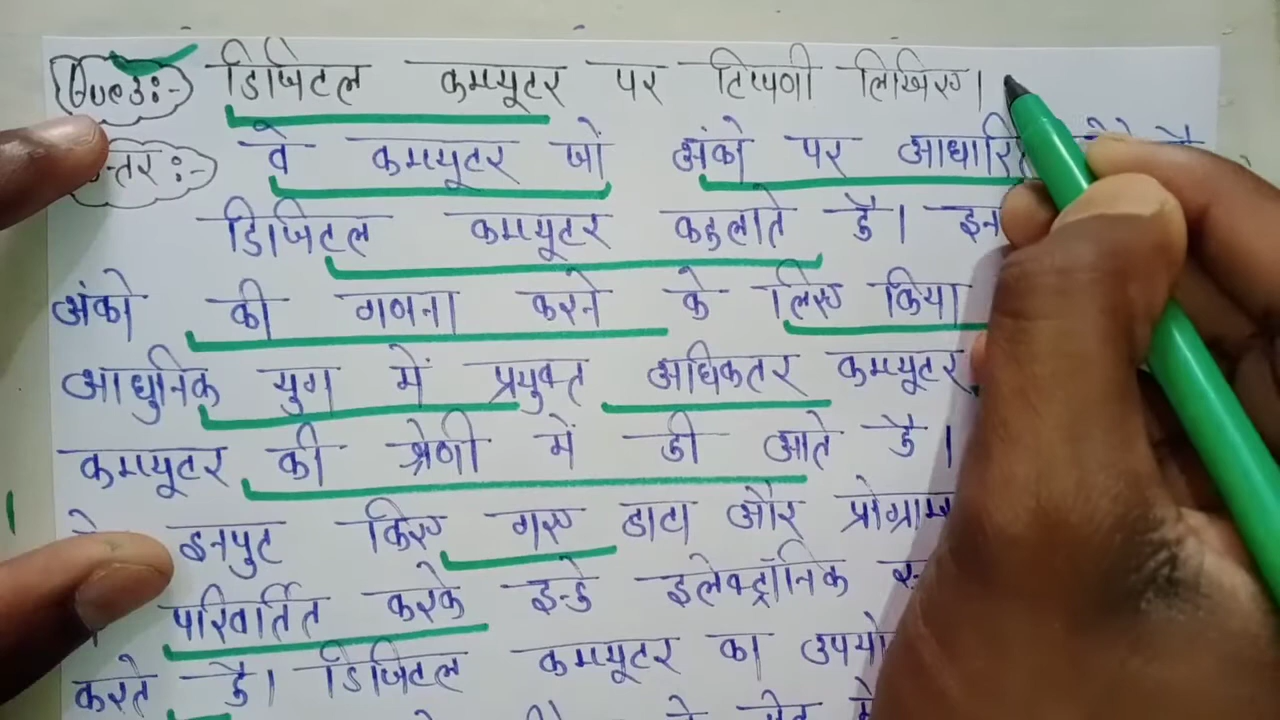 Que3:- डिजिटल कम्प्यूटर पर टिप्पणी लिखिए।
उत्तर:- वे कम्प्यूटर जो अंको पर आधारित होते है
डिजिटल कम्प्यूटर कहलाते है। इन
अंको की गणना करने के लिए किया
आधुनिक युग में प्रयुक्त अधिकतर कम्प्यूटर
कम्प्यूटर की श्रेणी में ही आते है।
इनपुट किए गए डाटा और प्रोग्राम
परिवर्तित करके इन्हे इलेक्ट्रॉनिक
करते है। डिजिटल कम्प्यूटर का